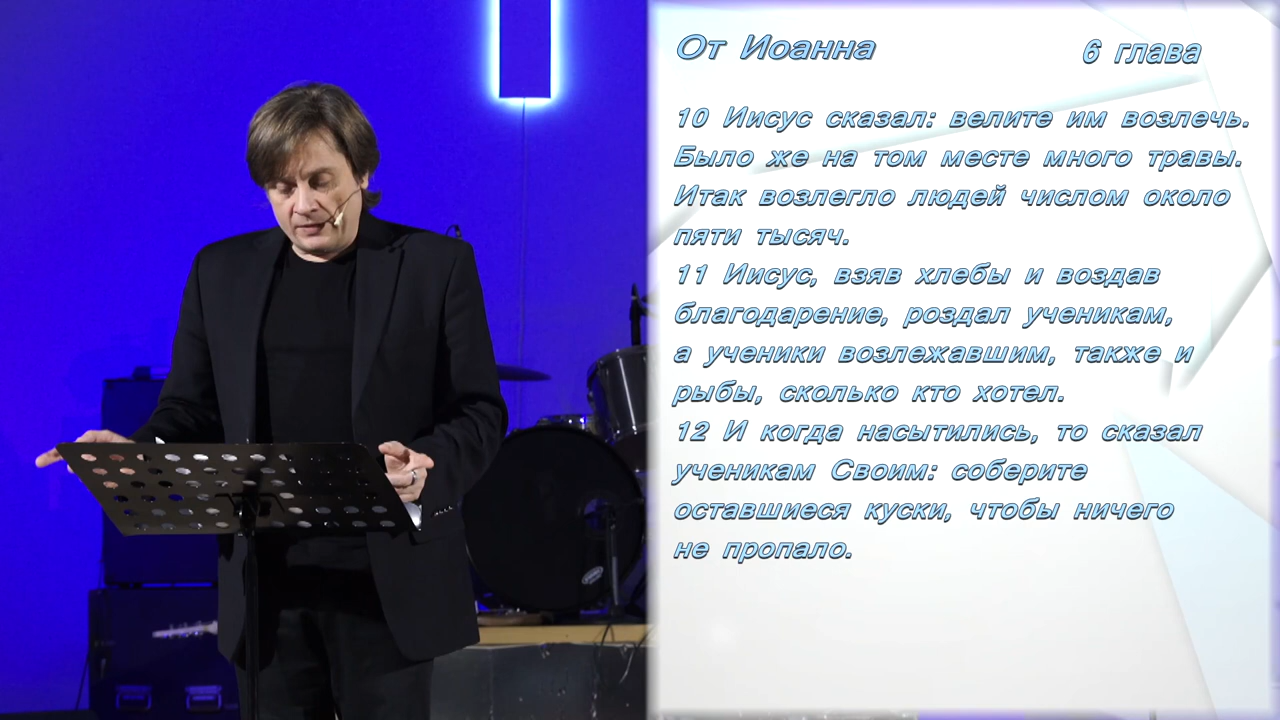 От Иоанна 6 глава
10 Иисус сказал: велите им возлечь.
Было же на том месте много травы.
Итак возлегло людей числом около
пяти тысяч.
11 Иисус, взяв хлебы и воздав
благодарение, роздал ученикам,
а ученики возлежавшим, также и
рыбы, сколько кто хотел.
12 И когда насытились, то сказал
ученикам Своим: соберите
оставшиеся куски, чтобы ничего
не пропало.